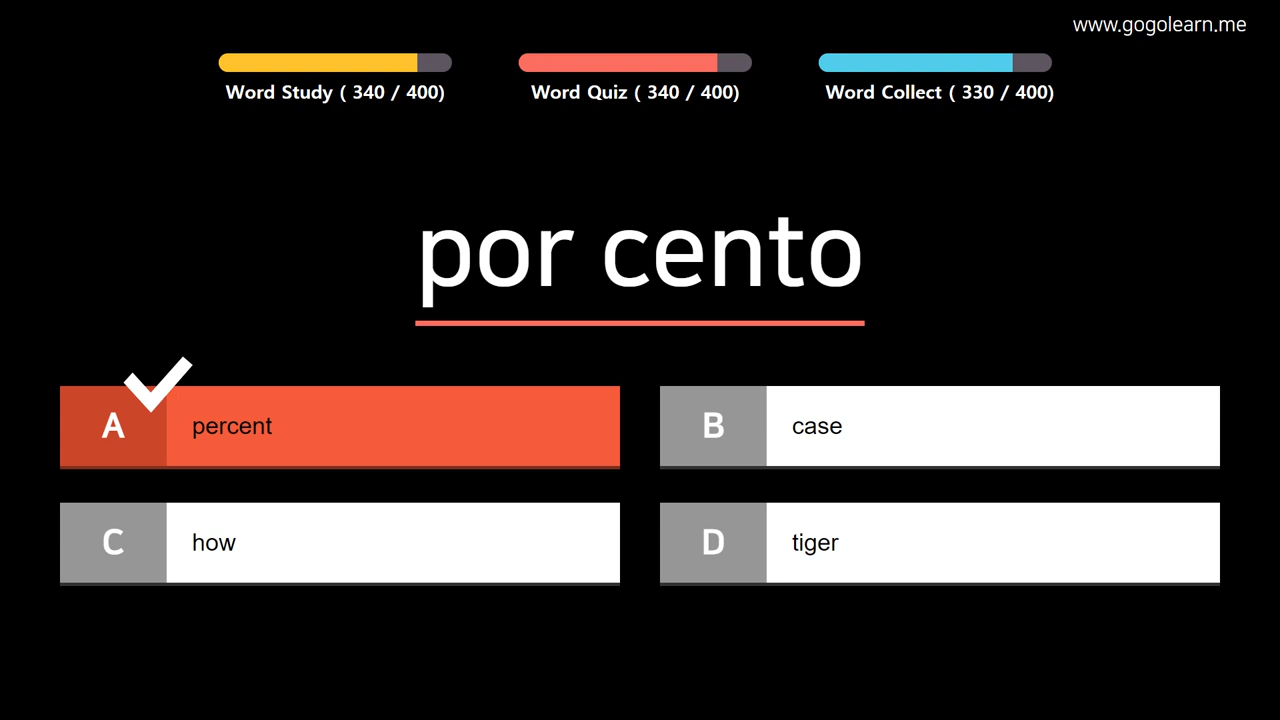 www.gogolearn.me
Word Study ( 340 / 400)
Word Quiz ( 340 / 400)
Word Collect ( 330 / 400)
por cento
A percent
B case
C how
D tiger